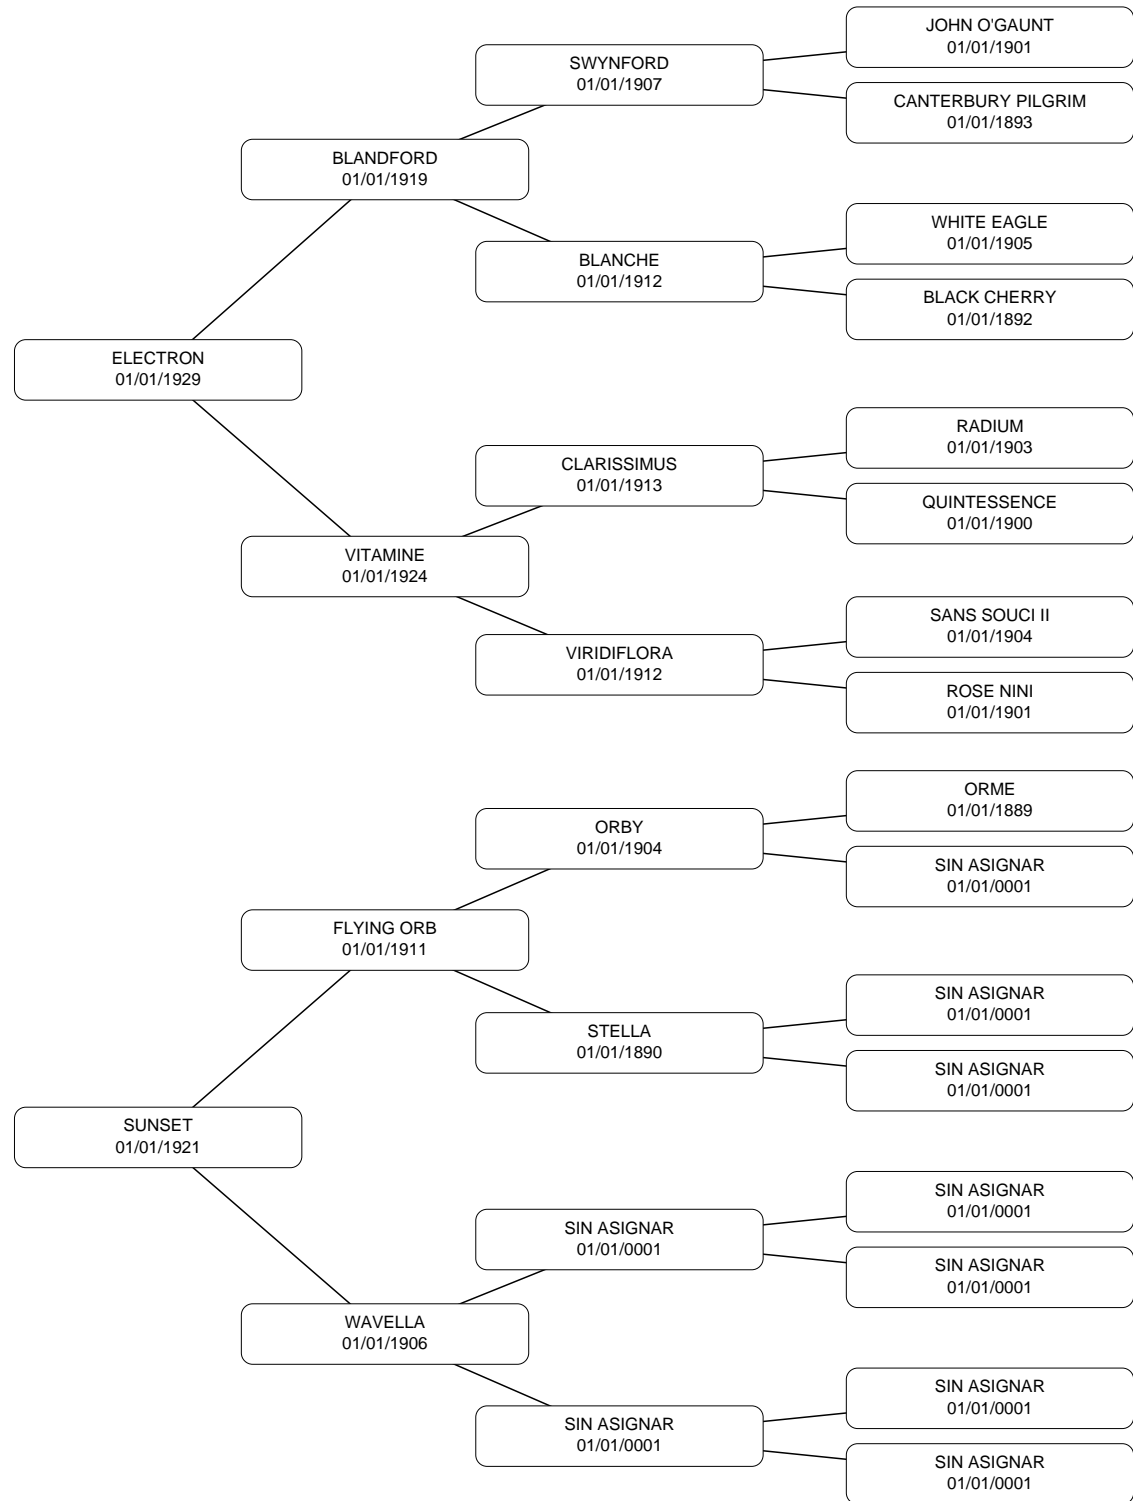 JOHN O'GAUNT
01/01/1901
SWYNFORD
01/01/1907
CANTERBURY PILGRIM
01/01/1893
BLANDFORD
01/01/1919
WHITE EAGLE
01/01/1905
BLANCHE
01/01/1912
BLACK CHERRY
01/01/1892
ELECTRON
01/01/1929
RADIUM
01/01/1903
CLARISSIMUS
01/01/1913
QUINTESSENCE
01/01/1900
VITAMINE
01/01/1924
SANS SOUCI II
01/01/1904
VIRIDIFLORA
01/01/1912
ROSE NINI
01/01/1901
ORME
01/01/1889
ORBY
01/01/1904
SIN ASIGNAR
01/01/0001
FLYING ORB
01/01/1911
SIN ASIGNAR
01/01/0001
STELLA
01/01/1890
SIN ASIGNAR
01/01/0001
SUNSET
01/01/1921
SIN ASIGNAR
01/01/0001
SIN ASIGNAR
01/01/0001
SIN ASIGNAR
01/01/0001
WAVELLA
01/01/1906
SIN ASIGNAR
01/01/0001
SIN ASIGNAR
01/01/0001
SIN ASIGNAR
01/01/0001